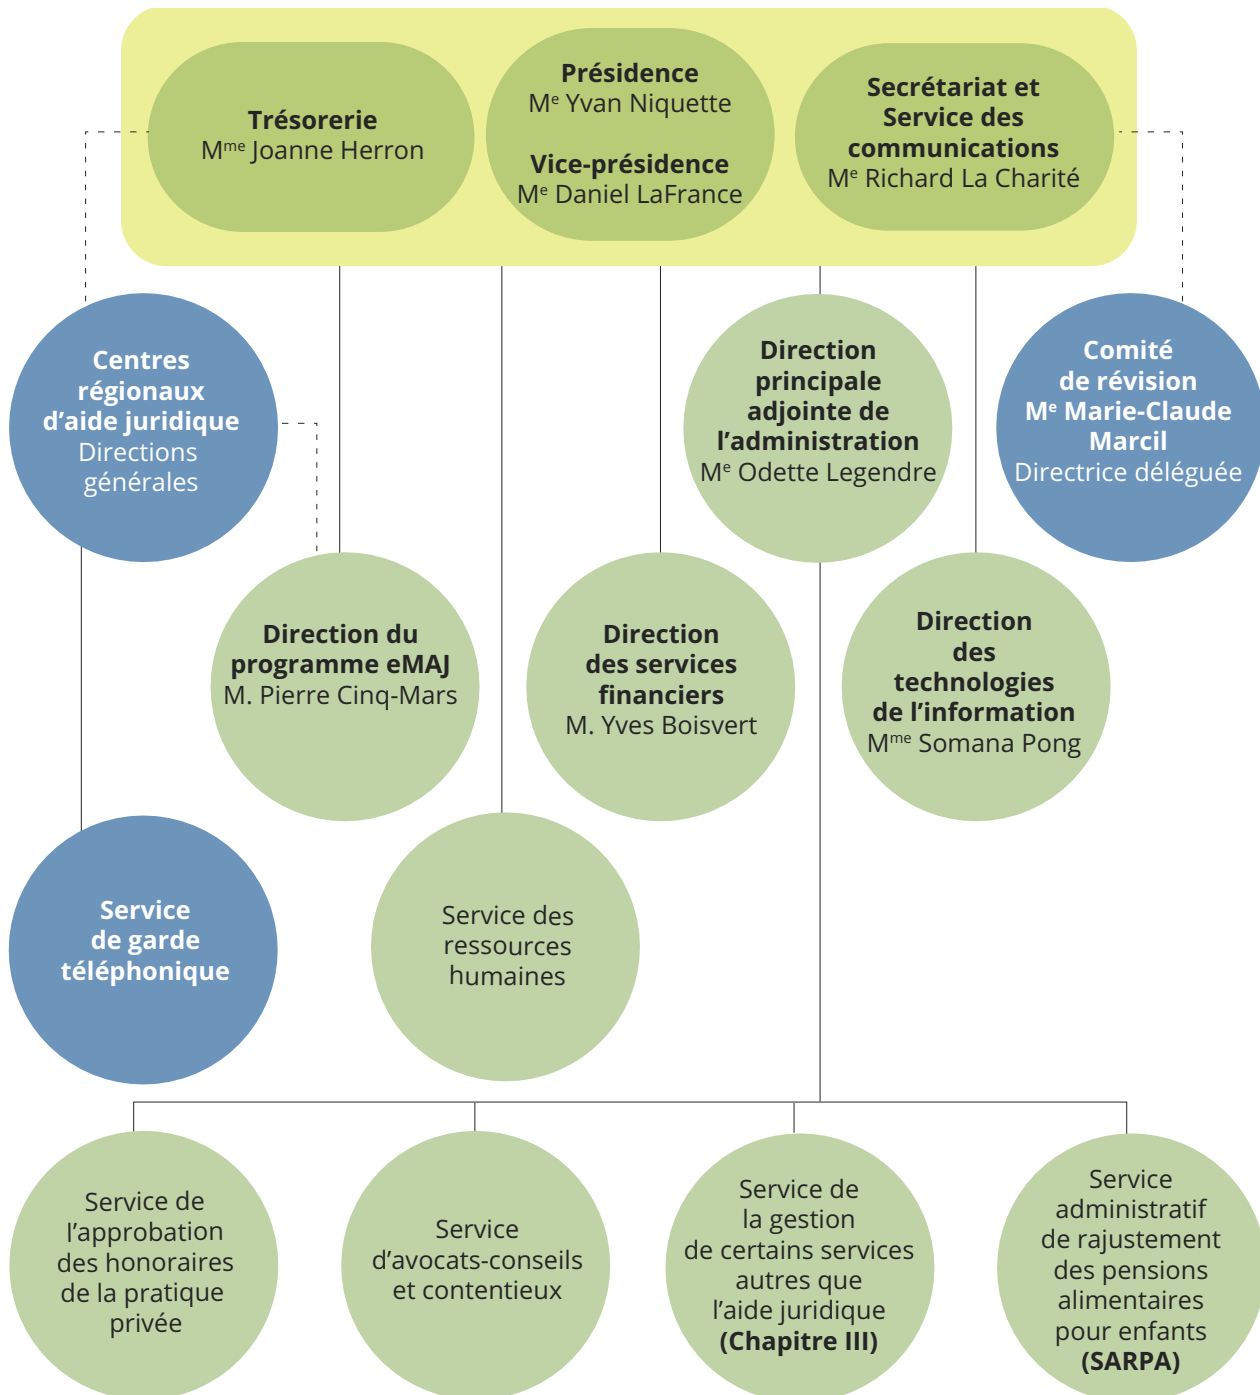 Trésorerie
Mme Joanne Herron
Présidence
Me Yvan Niquette
Vice-présidence
Me Daniel LaFrance
Secrétariat et
Service des
communications
Me Richard La Charité
Centres
régionaux
d’aide juridique
Directions
générales
Direction
principale
adjointe de
l’administration
Me Odette Legendre
Comité
de révision
Me Marie-Claude
Marcil
Directrice déléguée
Direction du
programme eMAJ
M. Pierre Cinq-Mars
Direction
des services
financiers
M. Yves Boisvert
Direction
des
technologies
de l’information
Mme Somana Pong
Service
de garde
téléphonique
Service des
ressources
humaines
Service de
l’approbation
des honoraires
de la pratique
privée
Service
d’avocats-conseils
et contentieux
Service de
la gestion
de certains services
autres que
l’aide juridique
(Chapitre III)
Service
administratif
de rajustement
des pensions
alimentaires
pour enfants
(SARPA)